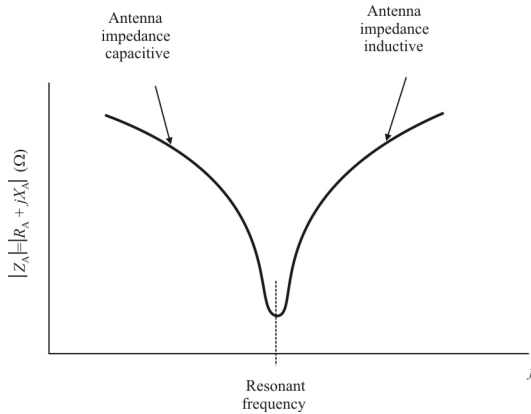 Antenna
impedance
capacitive
Antenna
impedance
inductive
|Z_A|=|R_A + jX_A| (Ω)
Resonant
frequency